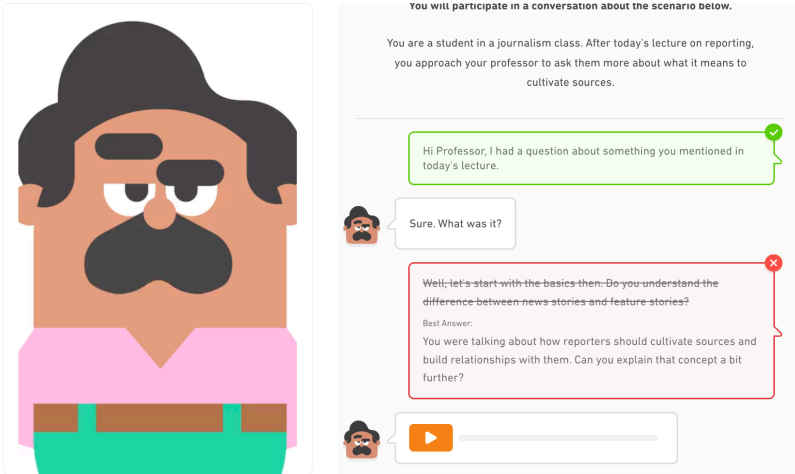 You will participate in a conversation about the scenario below.
You are a student in a journalism class. After today's lecture on reporting,
you approach your professor to ask them more about what it means to
cultivate sources.
Hi Professor, I had a question about something you mentioned in
today's lecture.
Sure. What was it?
Well, let's start with the basics then. Do you understand the
difference between news stories and feature stories?
Best Answer:
You were talking about how reporters should cultivate sources and
build relationships with them. Can you explain that concept a bit
further?